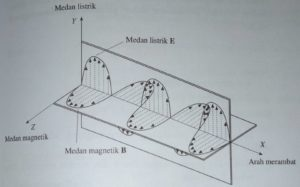 Medan listrik
Y
Medan listrik E
Z
Medan magnetik
Medan magnetik B
X
Arah merambat